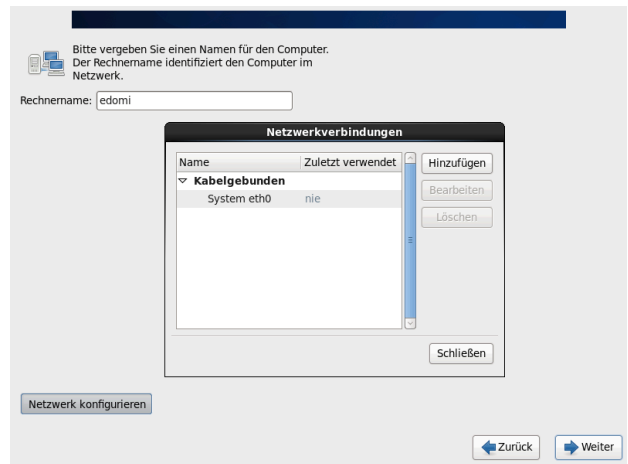 Bitte vergeben Sie einen Namen für den Computer.
Der Rechnername identifiziert den Computer im
Netzwerk.
Rechnername: edomi
Netzwerkverbindungen
Name Zuletzt verwendet
Kabelgebunden
System eth0 nie
Hinzufügen
Bearbeiten
Löschen
Schließen
Netzwerk konfigurieren
Zurück Weiter